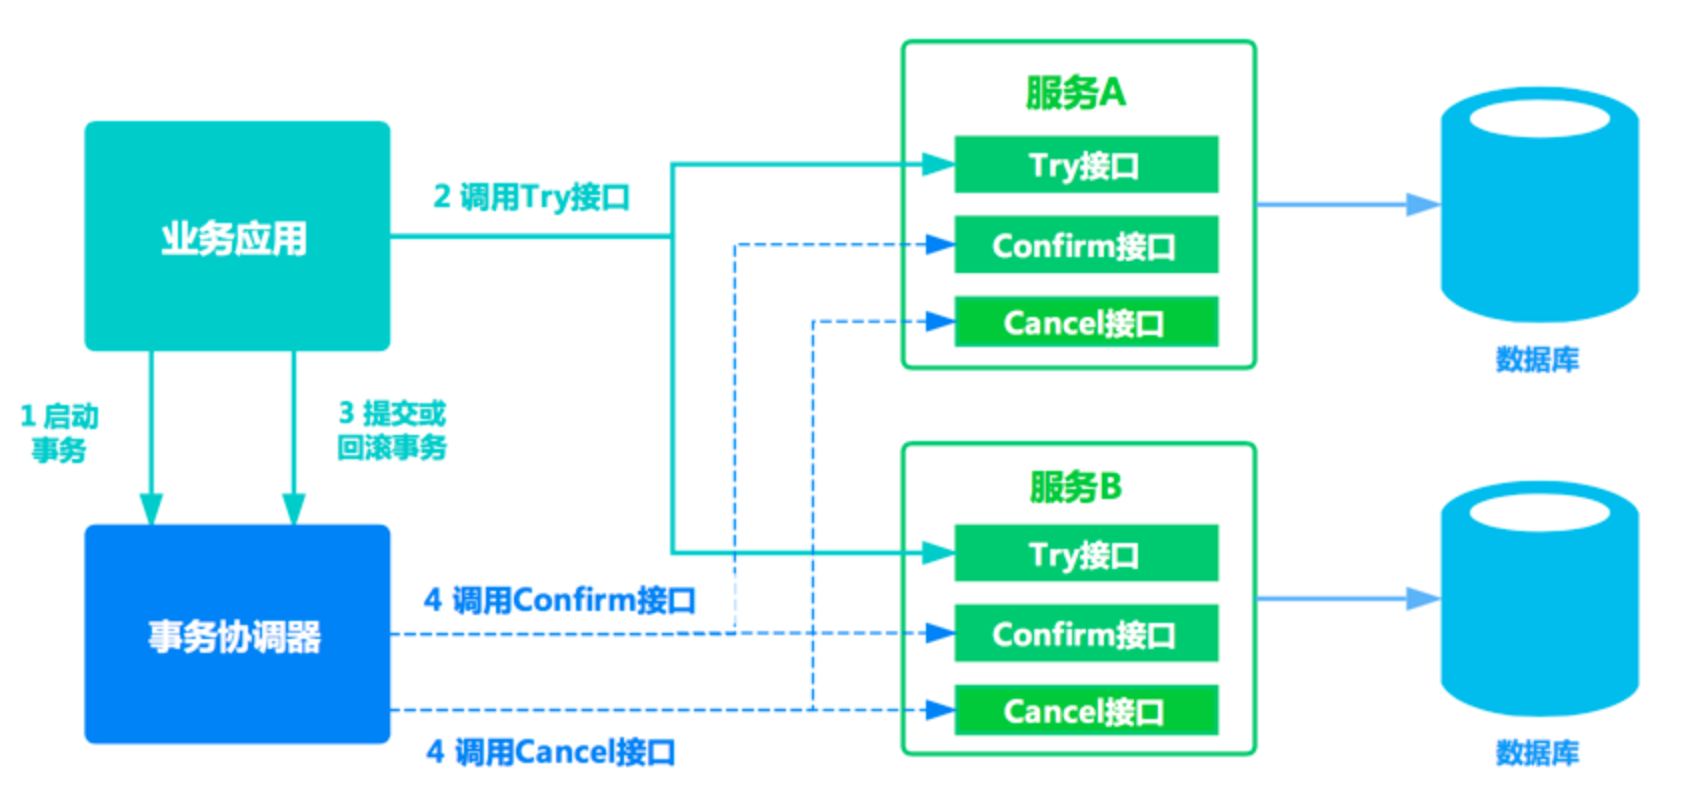 服务A
Try接口
2 调用Try接口
业务应用
Confirm接口
Cancel接口
数据库
1 启动
事务
3 提交或
回滚事务
服务B
Try接口
4 调用Confirm接口
事务协调器
Confirm接口
Cancel接口
4 调用Cancel接口
数据库